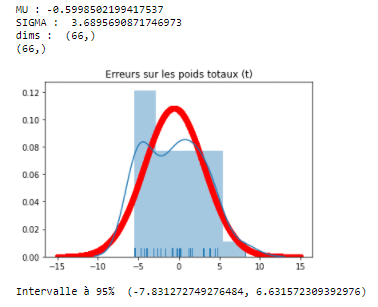 MU : -0.5998502199417537
SIGMA :  3.6895690871746973
dims :  (66,)
(66,)
Erreurs sur les poids totaux (t)
0.12
0.10
0.08
0.06
0.04
0.02
0.00
−15 −10 −5 0 5 10 15
Intervalle à 95%  (-7.831272749276484, 6.631572309392976)